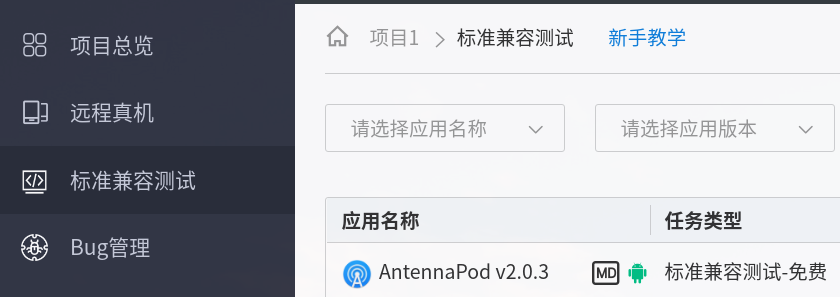 项目总览
远程真机
标准兼容测试
Bug管理
项目1 > 标准兼容测试 新手教学
请选择应用名称 请选择应用版本
应用名称 任务类型
AntennaPod v2.0.3 MD 标准兼容测试-免费